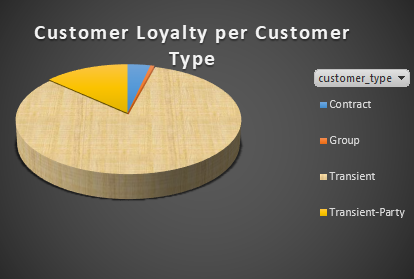 Customer Loyalty per Customer
Type
customer_type
Contract
Group
Transient
Transient-Party